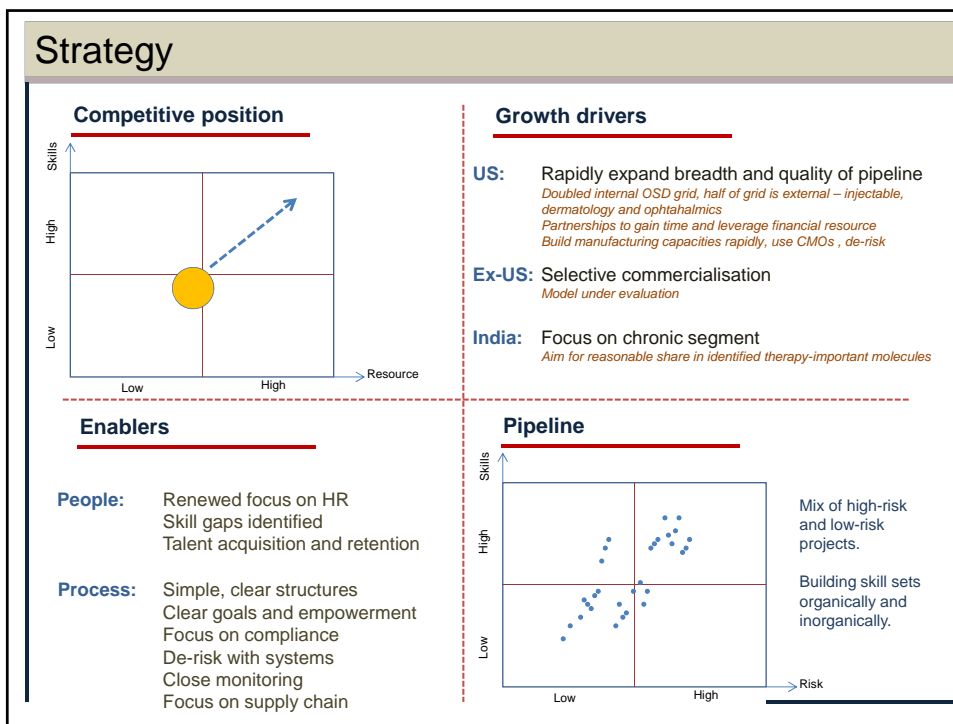 Strategy
Competitive position
Skills
High
Low
Low
High
Resource
Growth drivers
US: Rapidly expand breadth and quality of pipeline
Doubled internal OSD grid, half of grid is external – injectable,
dermatology and ophtahalmics
Partnerships to gain time and leverage financial resource
Build manufacturing capacities rapidly, use CMOs , de-risk
Ex-US: Selective commercialisation
Model under evaluation
India: Focus on chronic segment
Aim for reasonable share in identified therapy-important molecules
Enablers
People: Renewed focus on HR
Skill gaps identified
Talent acquisition and retention
Process: Simple, clear structures
Clear goals and empowerment
Focus on compliance
De-risk with systems
Close monitoring
Focus on supply chain
Pipeline
Skills
High
Low
Low
High
Risk
Mix of high-risk
and low-risk
projects.
Building skill sets
organically and
inorganically.